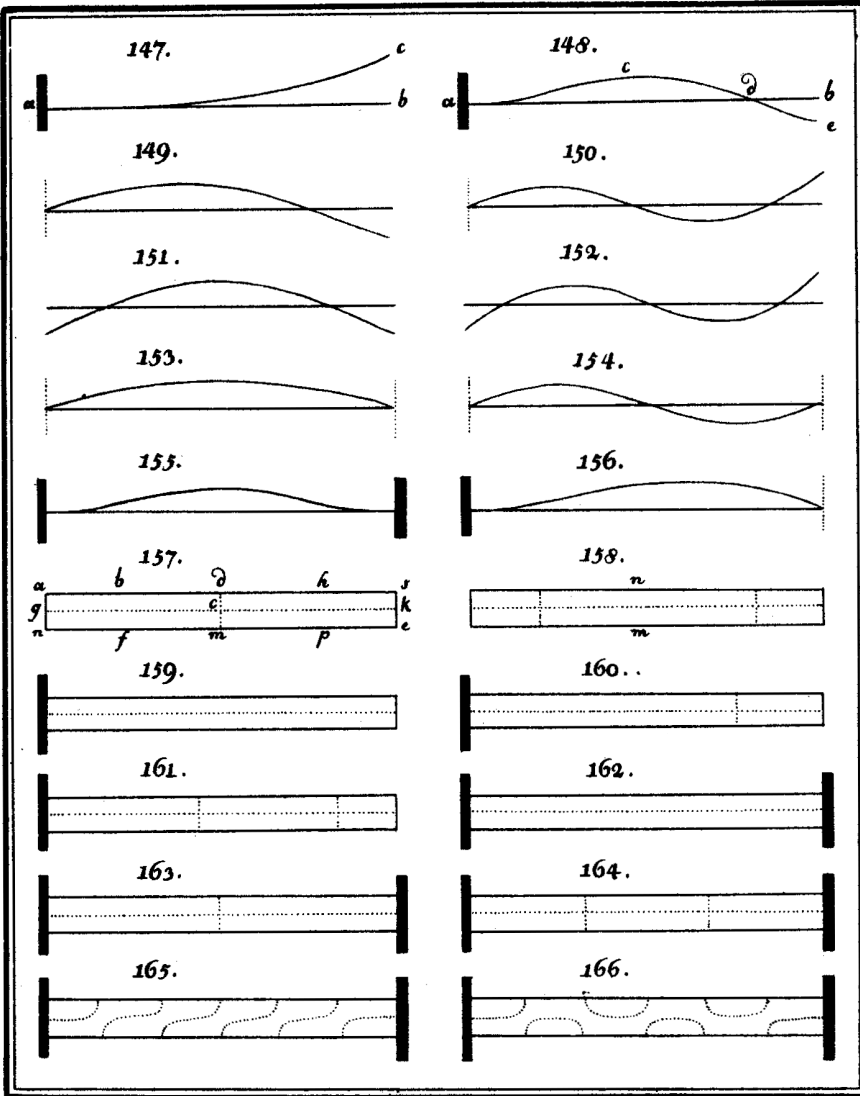 147.
148.
c
a
b
c
d
a
b
e
149.
150.
151.
152.
153.
154.
155.
156.
157.
158.
a b d h s
g c k
n f m p e
n
m
159.
160..
161.
162.
163.
164.
165.
166.